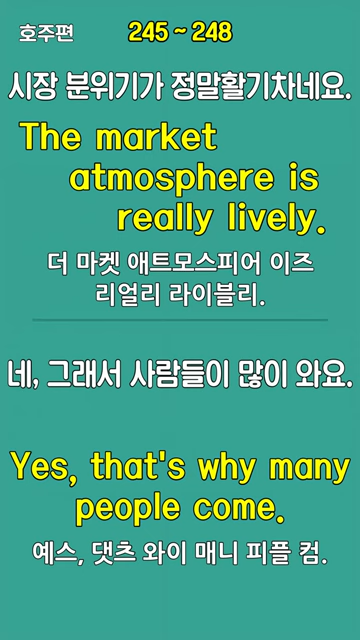 호주편 245 ~ 248
시장 분위기가 정말활기차네요.
The market
atmosphere is
really lively.
더 마켓 애트모스피어 이즈
리얼리 라이블리.
네, 그래서 사람들이 많이 와요.
Yes, that's why many
people come.
예스, 댓츠 와이 매니 피플 컴.